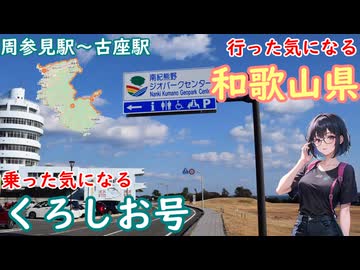 周参見駅～古座駅
行った気になる
和歌山県
南紀熊野
ジオパークセンター
Nanki Kumano Geopark Center
P
乗った気になる
くろしお号